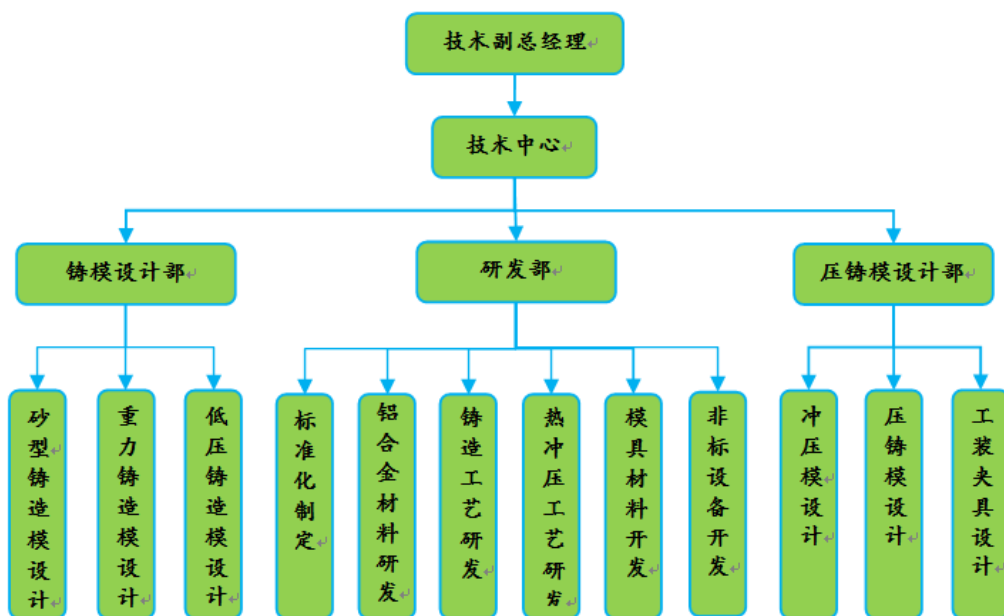 技术副总经理
技术中心
铸模设计部
研发部
压铸模设计部
砂型铸造模设计
重力铸造模设计
低压铸造模设计
标准化制定
铝合金材料研发
铸造工艺研发
热冲压工艺研发
模具材料开发
非标设备开发
冲压模设计
压铸模设计
工装夹具设计